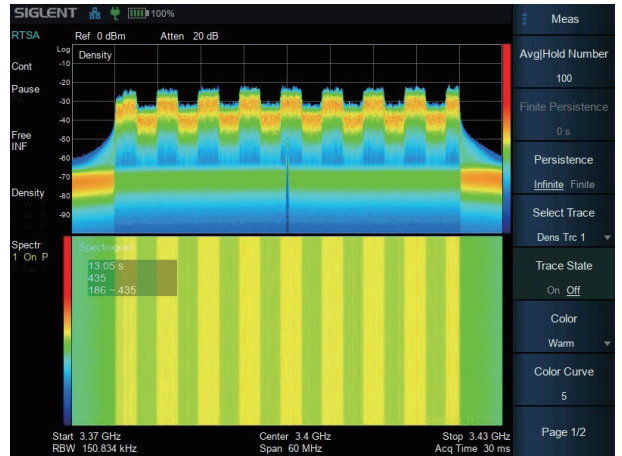 SIGLENT 100%
RTSA Ref 0 dBm Atten 20 dB
Log
Density
-10
-20
-30
-40
-50
-60
-70
-80
-90
Cont
Pause
Free
INF
Density
Spectr
1 On P
Spectrogram
13.05 s
435
186 ~ 435
Start 3.37 GHz Center 3.4 GHz Stop 3.43 GHz
RBW 150.834 kHz Span 60 MHz Acq Time 30 ms
Meas
Avg|Hold Number
100
Finite Persistence
0 s
Persistence
Infinite Finite
Select Trace
Dens Trc 1
Trace State
On Off
Color
Warm
Color Curve
5
Page 1/2